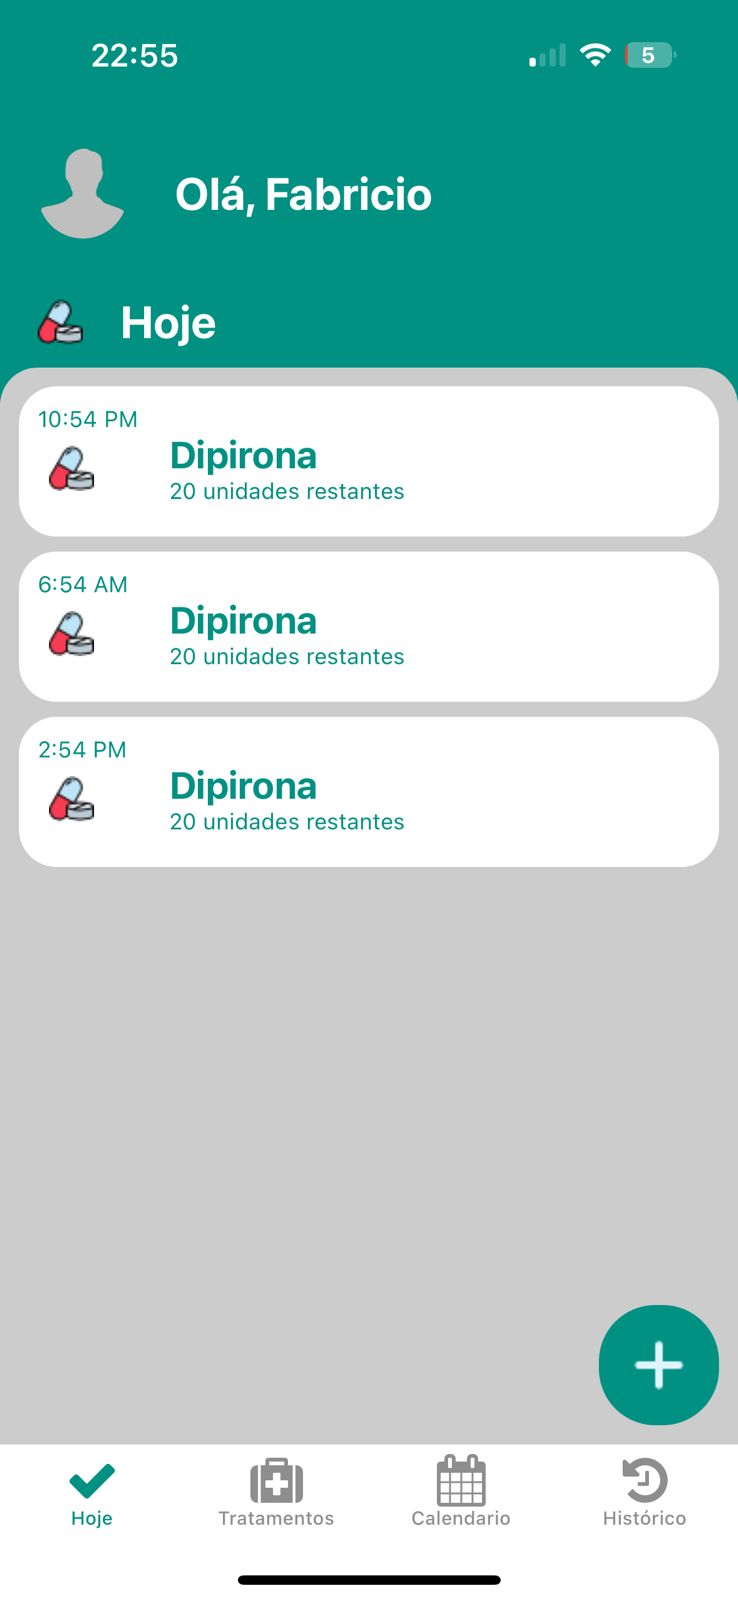 22:55
5
Olá, Fabricio
Hoje
10:54 PM
Dipirona
20 unidades restantes
6:54 AM
Dipirona
20 unidades restantes
2:54 PM
Dipirona
20 unidades restantes
Hoje
Tratamentos
Calendario
Histórico